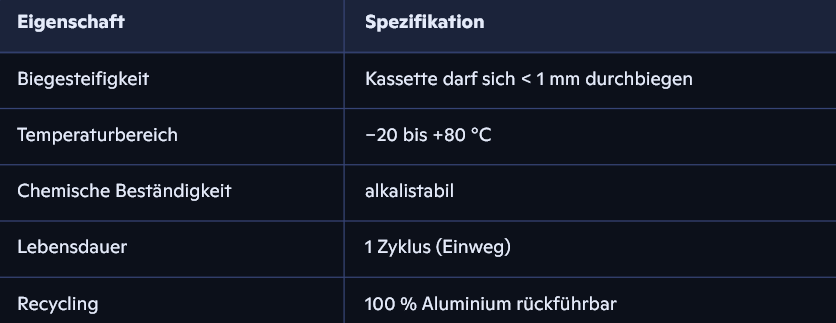 Eigenschaft Spezifikation
Biegesteifigkeit Kassette darf sich < 1 mm durchbiegen
Temperaturbereich −20 bis +80 °C
Chemische Beständigkeit alkalistabil
Lebensdauer 1 Zyklus (Einweg)
Recycling 100 % Aluminium rückführbar